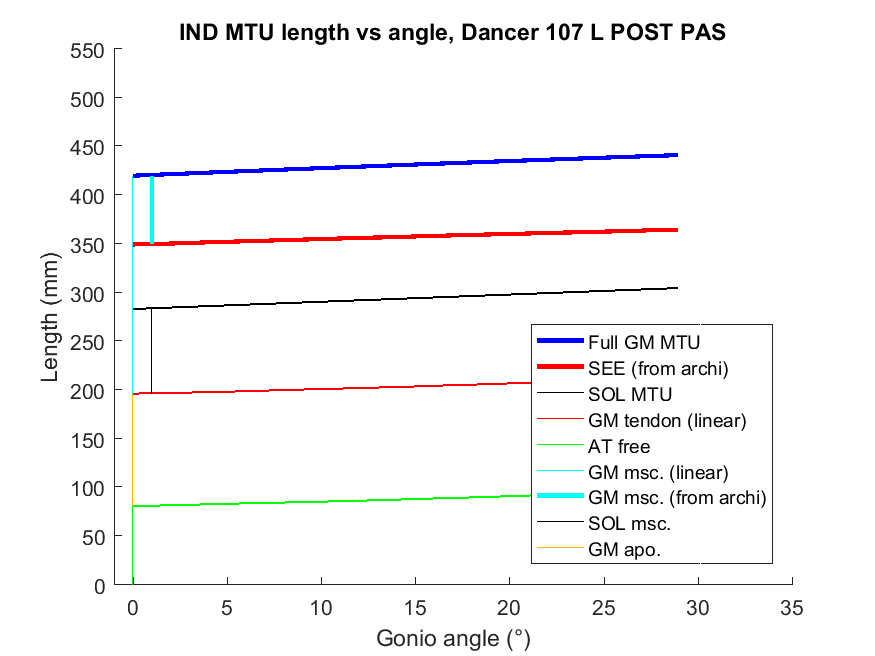 IND MTU length vs angle, Dancer 107 L POST PAS
550
500
450
400
350
300
250
200
150
100
50
0
Length (mm)
Full GM MTU
SEE (from archi)
SOL MTU
GM tendon (linear)
AT free
GM msc. (linear)
GM msc. (from archi)
SOL msc.
GM apo.
0 5 10 15 20 25 30 35
Gonio angle (°)